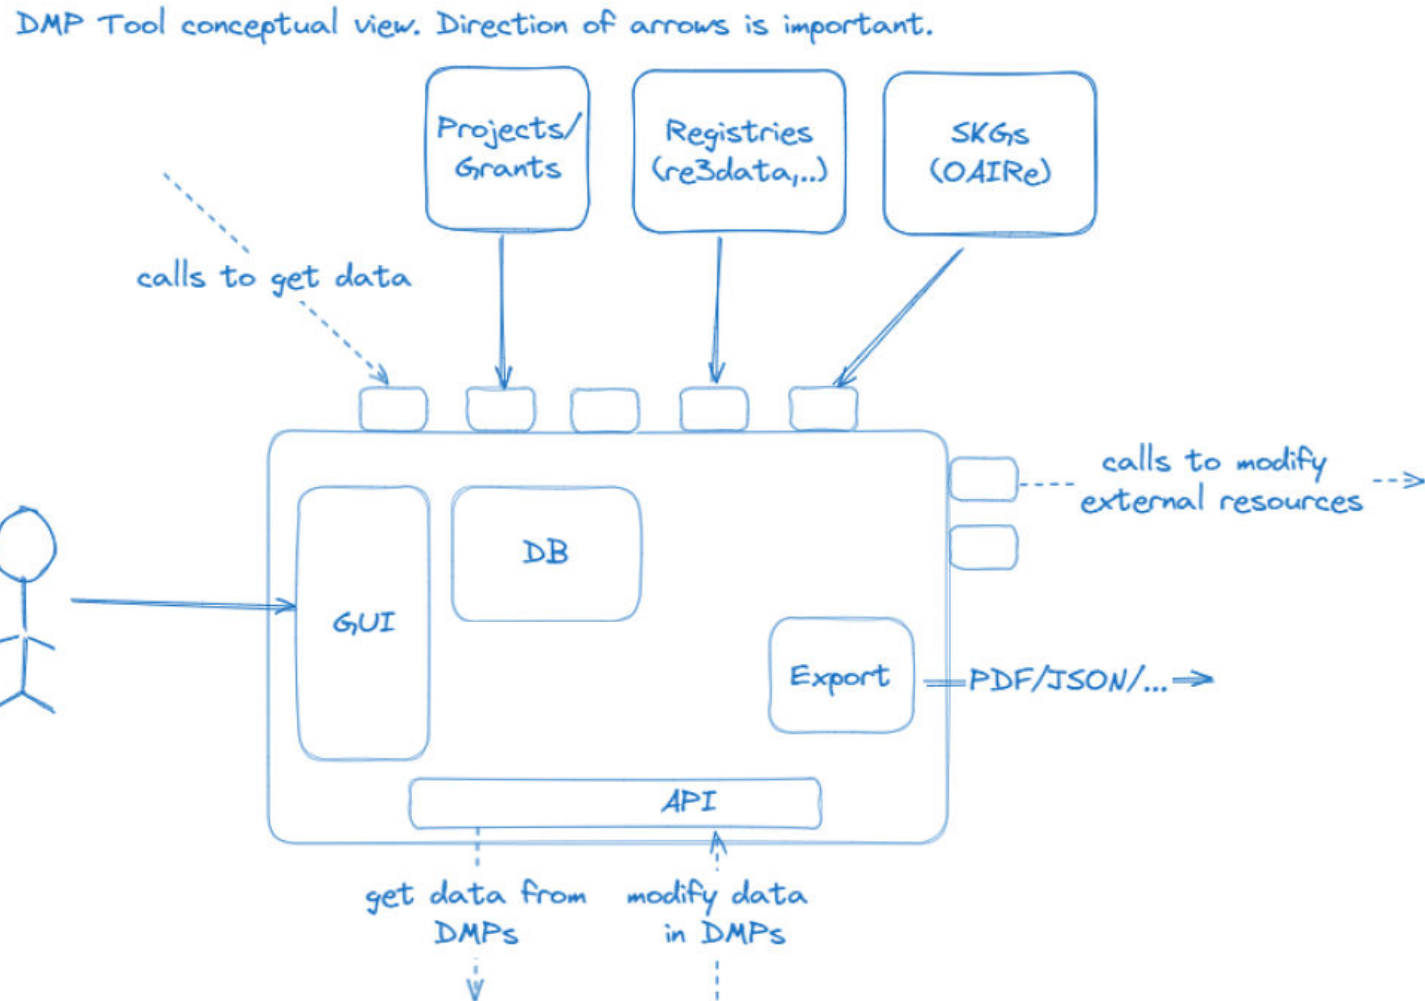 DMP Tool conceptual view. Direction of arrows is important.
Projects/
Grants
Registries
(re3data,..)
SKGs
(OAIRe)
calls to get data
calls to modify
external resources
DB
GUI
Export
PDF/JSON/...
API
get data from
DMPs
modify data
in DMPs